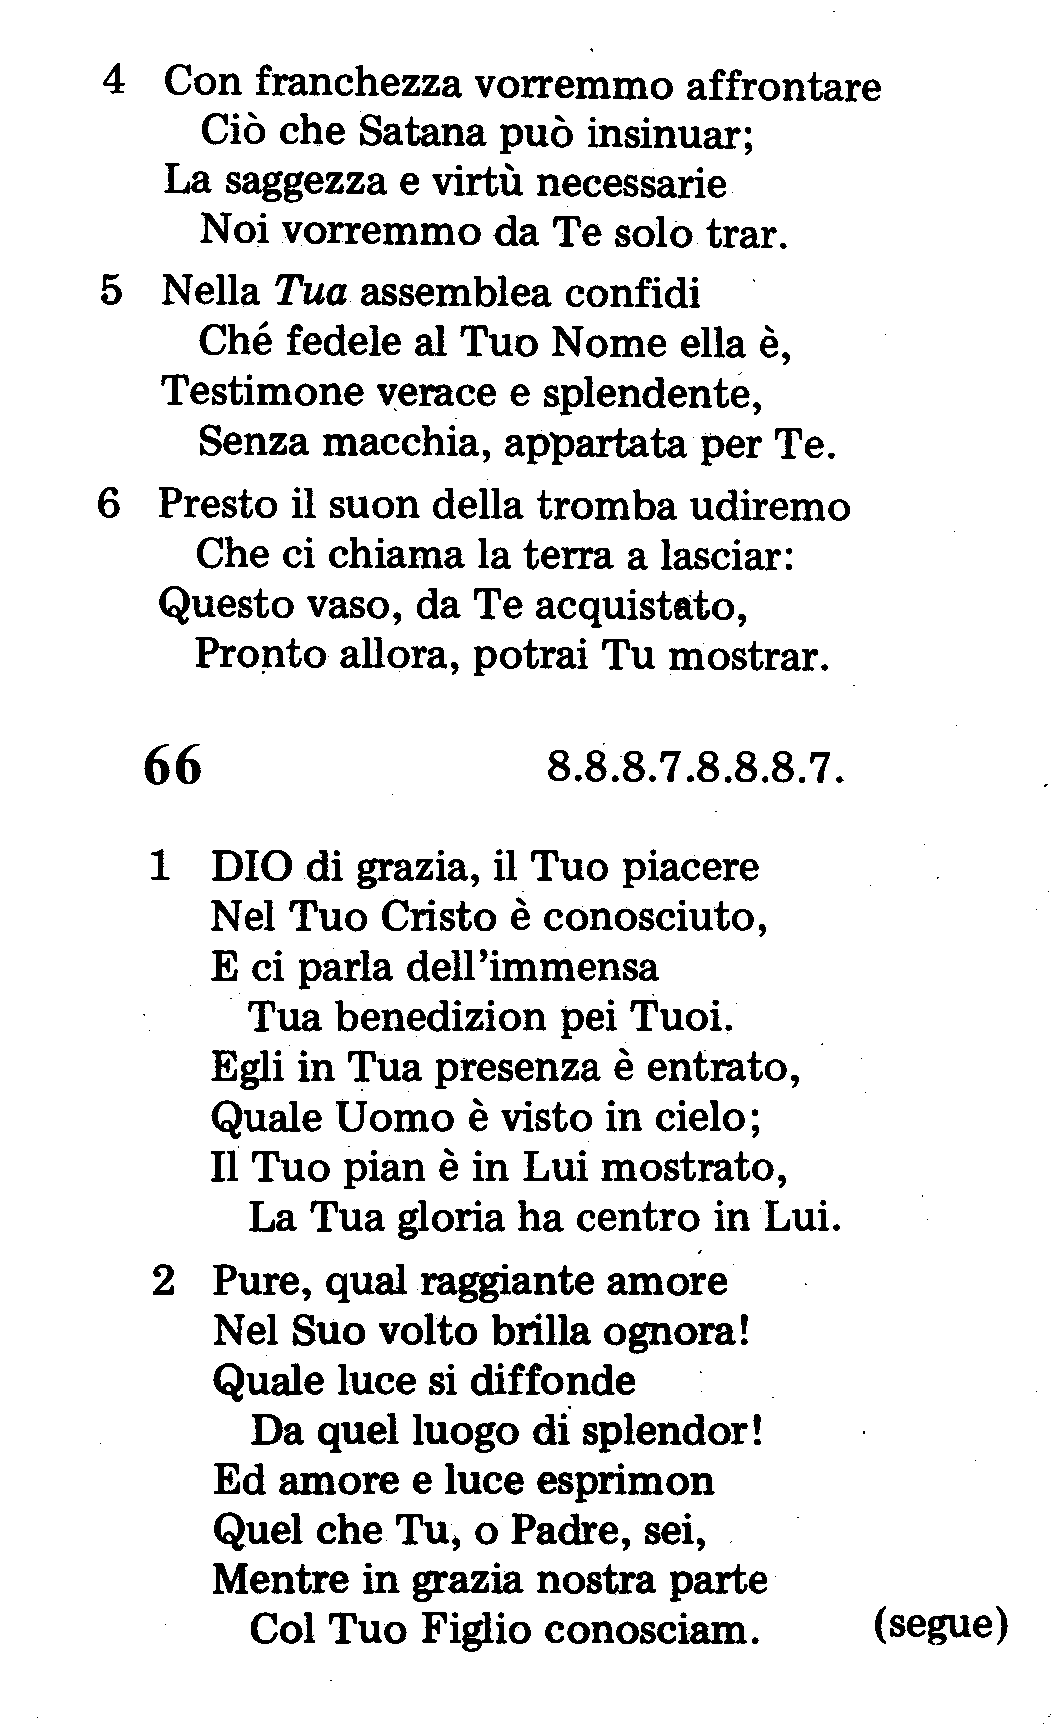 4 Con franchezza vorremmo affrontare
Ciò che Satana può insinuar;
La saggezza e virtù necessarie
Noi vorremmo da Te solo trar.
5 Nella Tua assemblea confidi
Ché fedele al Tuo Nome ella è,
Testimone verace e splendente,
Senza macchia, appartata per Te.
6 Presto il suon della tromba udiremo
Che ci chiama la terra a lasciar:
Questo vaso, da Te acquistato,
Pronto allora, potrai Tu mostrar.
66 8.8.8.7.8.8.8.7.
1 DIO di grazia, il Tuo piacere
Nel Tuo Cristo è conosciuto,
E ci parla dell'immensa
Tua benedizion pei Tuoi.
Egli in Tua presenza è entrato,
Quale Uomo è visto in cielo;
Il Tuo pian è in Lui mostrato,
La Tua gloria ha centro in Lui.
2 Pure, qual raggiante amore
Nel Suo volto brilla ognora!
Quale luce si diffonde
Da quel luogo di splendor!
Ed amore e luce esprimon
Quel che Tu, o Padre, sei,
Mentre in grazia nostra parte
Col Tuo Figlio conosciam. (segue)